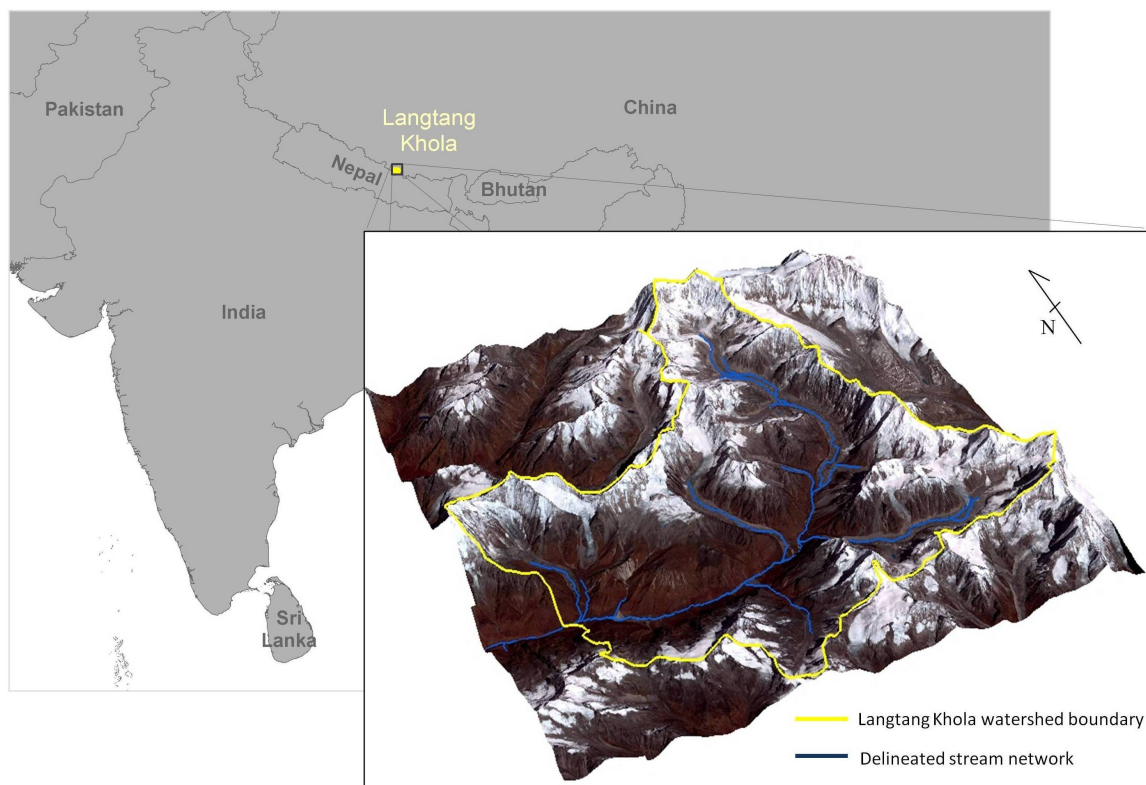 Pakistan
China
Langtang
Khola
Nepal
Bhutan
India
N
Sri
Lanka
Langtang Khola watershed boundary
Delineated stream network